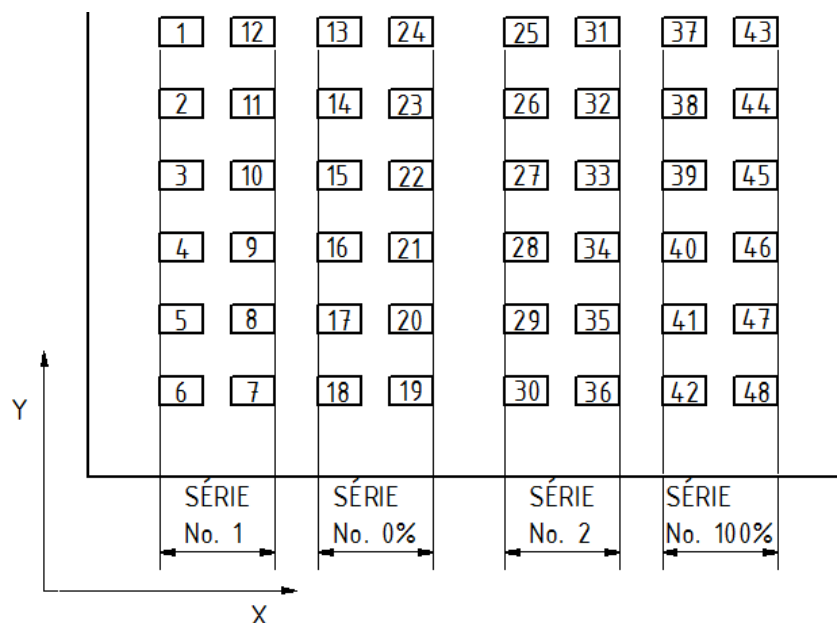 1 12 13 24 25 31 37 43
2 11 14 23 26 32 38 44
3 10 15 22 27 33 39 45
4 9 16 21 28 34 40 46
5 8 17 20 29 35 41 47
6 7 18 19 30 36 42 48
Y
SÉRIE SÉRIE SÉRIE SÉRIE
No. 1 No. 0% No. 2 No. 100%
X